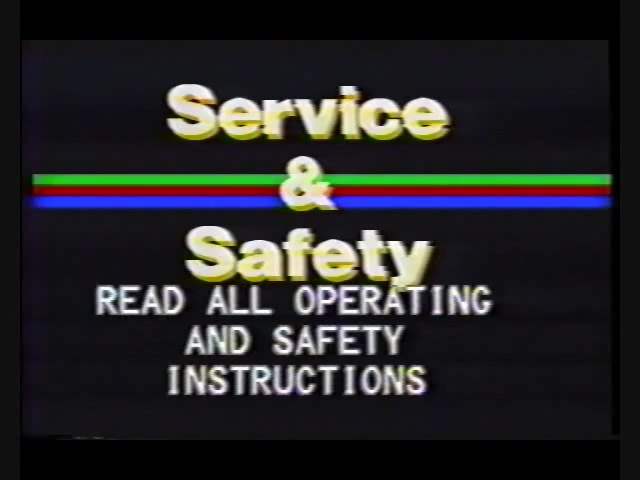 Service
&
Safety
READ ALL OPERATING
AND SAFETY
INSTRUCTIONS